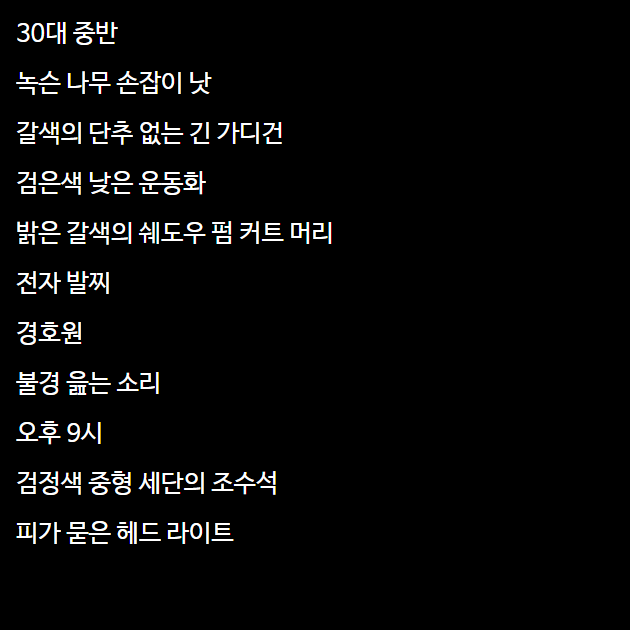 30대 중반
녹슨 나무 손잡이 낫
갈색의 단추 없는 긴 가디건
검은색 낮은 운동화
밝은 갈색의 쉐도우 펌 커트 머리
전자 발찌
경호원
불경 읊는 소리
오후 9시
검정색 중형 세단의 조수석
피가 묻은 헤드 라이트